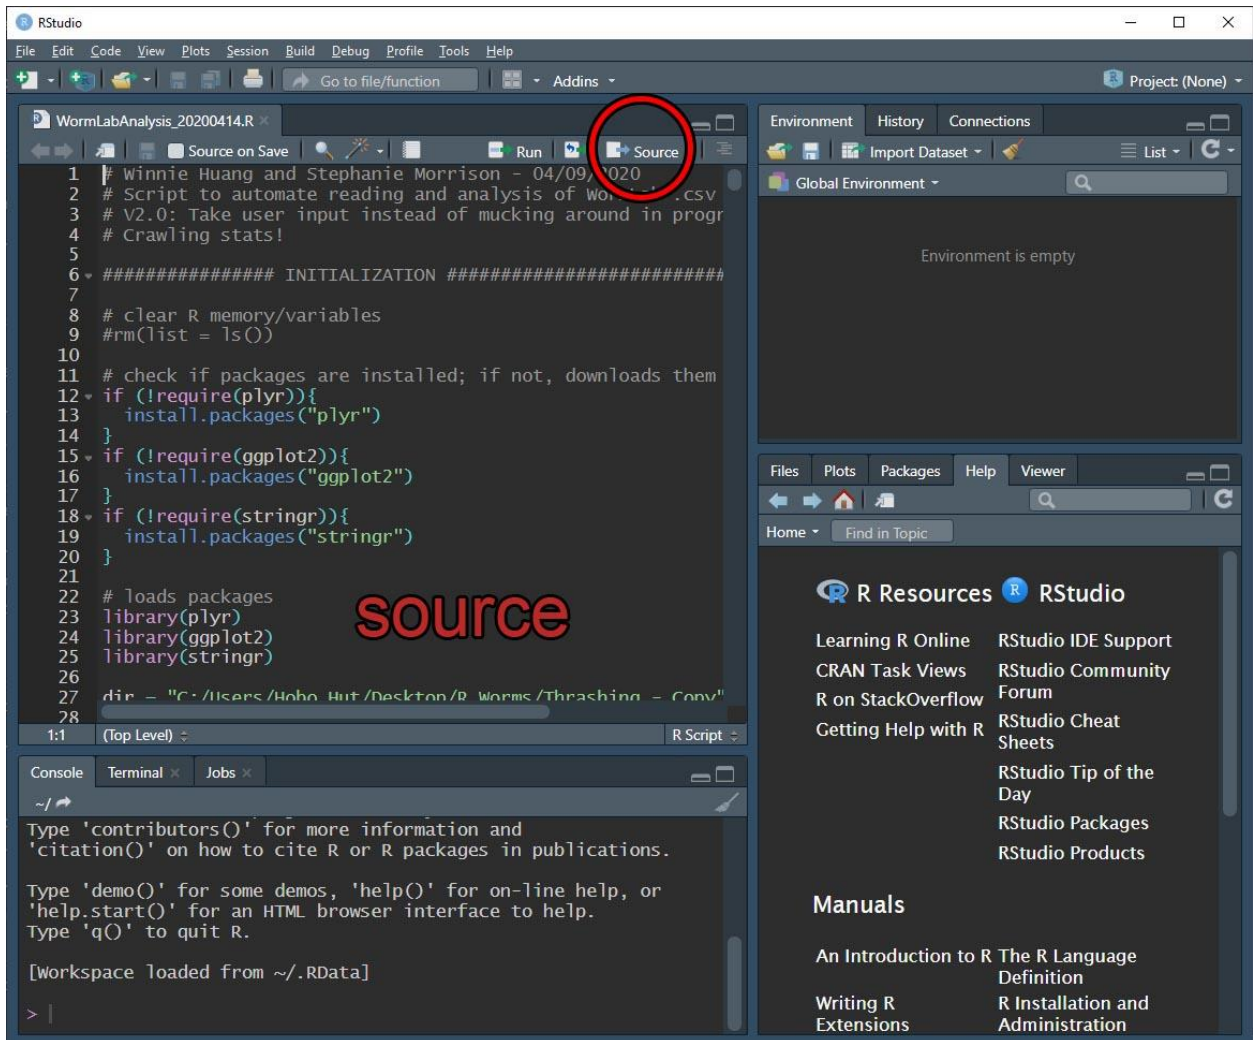 RStudio
File Edit Code View Plots Session Build Debug Profile Tools Help
Go to file/function Addins Project: (None)
WormLabAnalysis_20200414.R
Source on Save Run Source
1 # Winnie Huang and Stephanie Morrison - 04/09/2020
2 # Script to automate reading and analysis of .csv
3 # V2.0: Take user input instead of mucking around in progr
4 # Crawling stats!
5
6 ################ INITIALIZATION ##########################
7
8 # clear R memory/variables
9 #rm(list = ls())
10
11 # check if packages are installed; if not, downloads them
12 if (!require(plyr)){
13 install.packages("plyr")
14 }
15 if (!require(ggplot2)){
16 install.packages("ggplot2")
17 }
18 if (!require(stringr)){
19 install.packages("stringr")
20 }
21
22 # loads packages
23 library(plyr)
24 library(ggplot2)
25 library(stringr)
26
27 dir = "C:/Users/Hobo Hut/Desktop/R Worms/Thrashing - Copy"
28
source
1:1 (Top Level) R Script
Console Terminal Jobs
~/
Type 'contributors()' for more information and
'citation()' on how to cite R or R packages in publications.
Type 'demo()' for some demos, 'help()' for on-line help, or
'help.start()' for an HTML browser interface to help.
Type 'q()' to quit R.
[Workspace loaded from ~/.RData]
>
Environment History Connections
Import Dataset List
Global Environment
Environment is empty
Files Plots Packages Help Viewer
Home Find in Topic
R Resources
Learning R Online
CRAN Task Views
R on StackOverflow
Getting Help with R
RStudio
RStudio IDE Support
RStudio Community
Forum
RStudio Cheat
Sheets
RStudio Tip of the
Day
RStudio Packages
RStudio Products
Manuals
An Introduction to R
Writing R
Extensions
The R Language
Definition
R Installation and
Administration